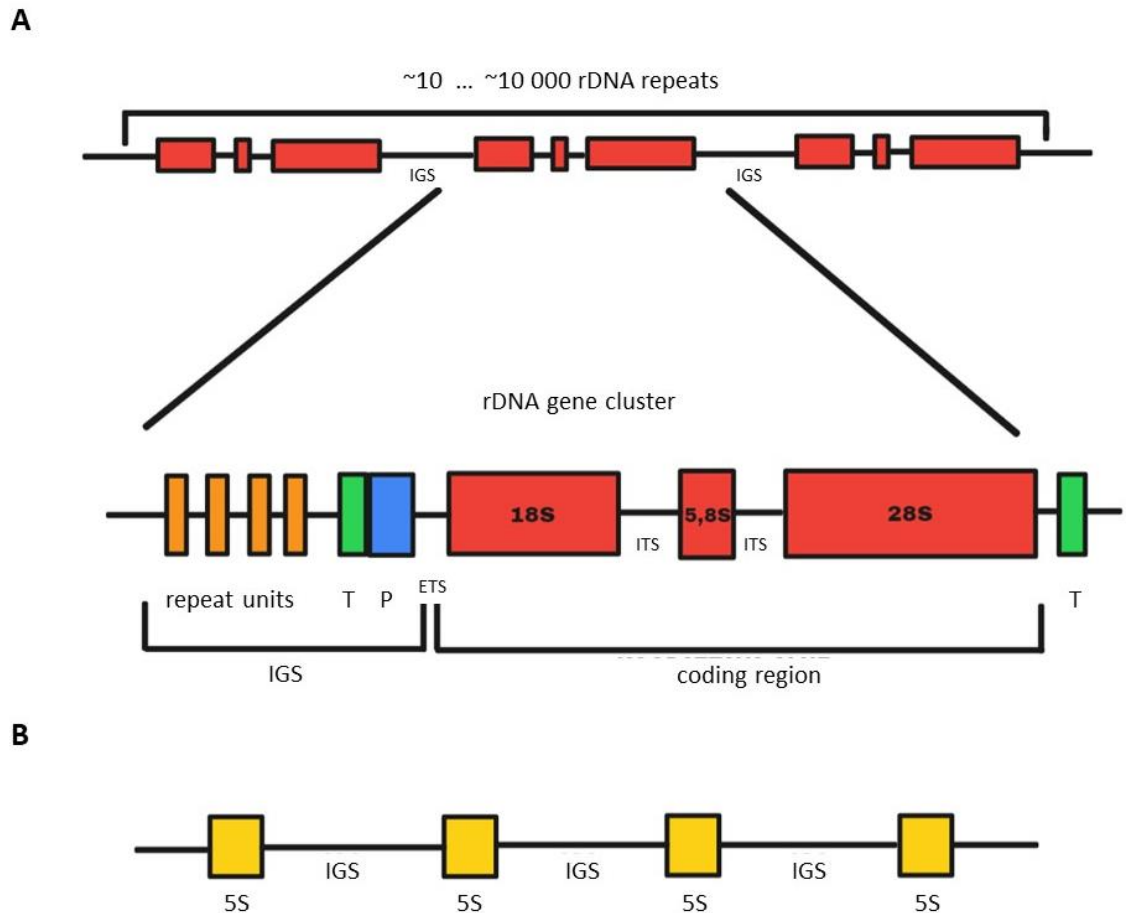 A
~10 ... ~10 000 rDNA repeats
IGS IGS
rDNA gene cluster
18S 5,8S 28S
ITS ITS
repeat units T P ETS T
IGS coding region
B
IGS IGS IGS
5S 5S 5S 5S